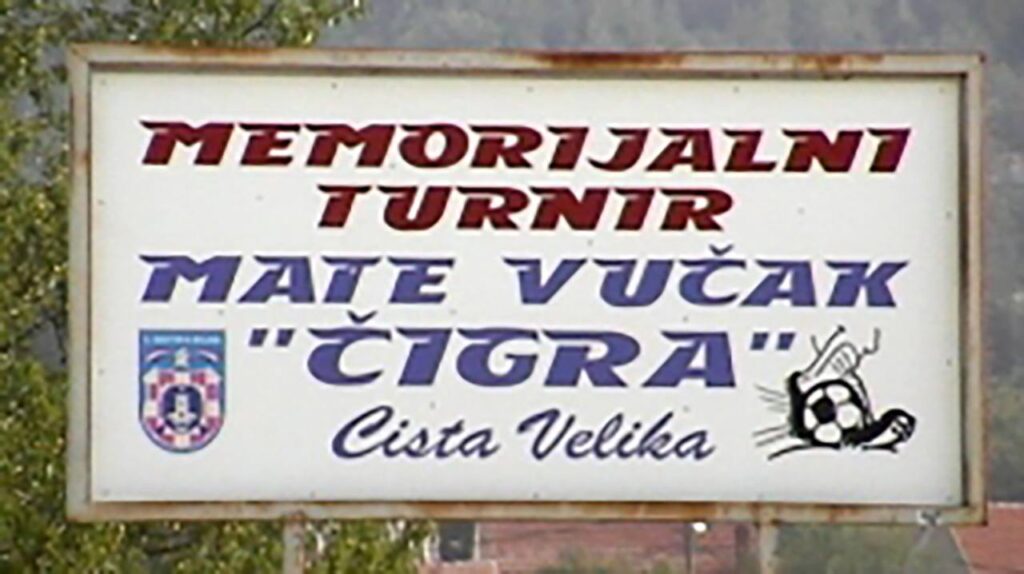 MEMORIJALNI
TURNIR
MATE VUČAK
"ČIGRA"
Cista Velika